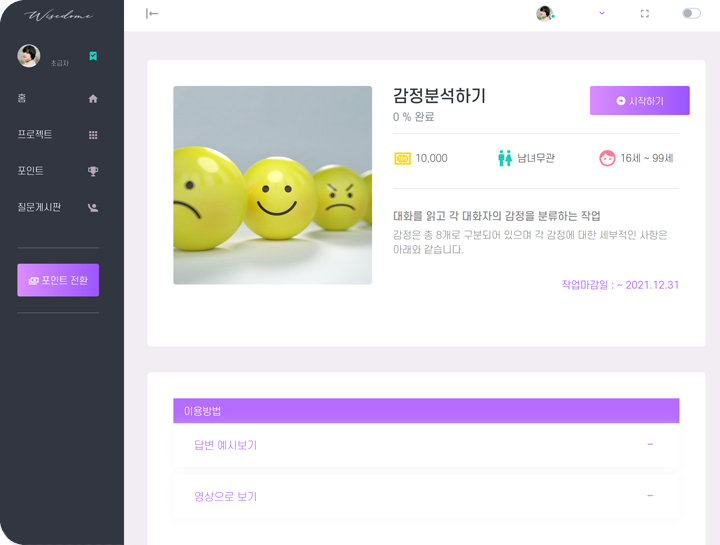 Wisedome
초급자
홈
프로젝트
포인트
질문게시판
포인트 전환
감정분석하기
0 % 완료
시작하기
10,000
남녀무관
16세 ~ 99세
대화를 읽고 각 대화자의 감정을 분류하는 작업
감정은 총 8개로 구분되어 있으며 각 감정에 대한 세부적인 사항은
아래와 같습니다.
작업마감일 : ~ 2021.12.31
이용방법
답변 예시보기
영상으로 보기